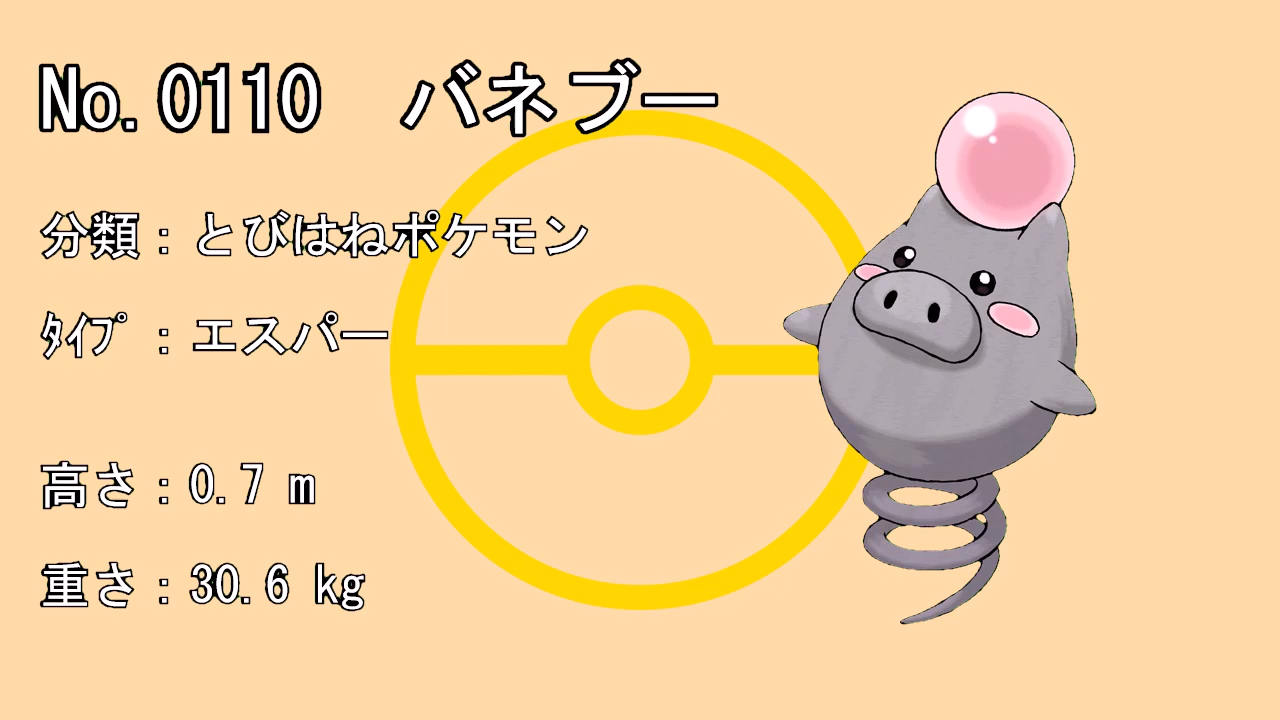 No.0110　バネブー
分類：とびはねポケモン
ﾀｲﾌﾟ：エスパー
高さ：0.7 m
重さ：30.6 kg